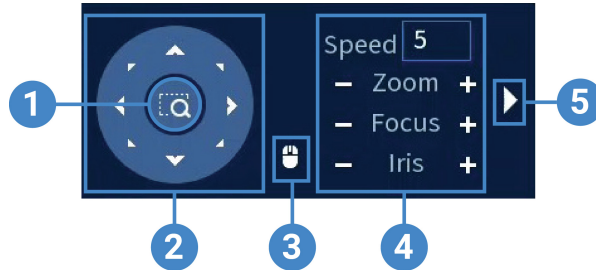 Speed 5
1
– Zoom +
5
– Focus +
– Iris +
2
3
4